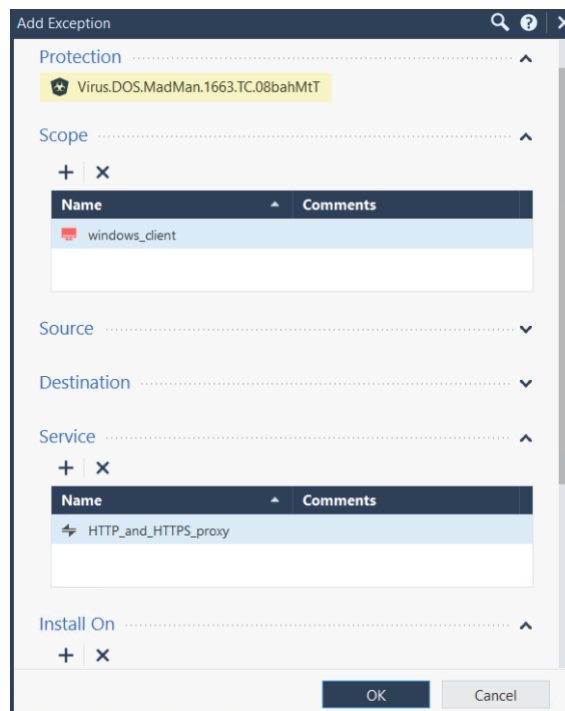 Add Exception
Protection
Virus.DOS.MadMan.1663.TC.08bahMtT
Scope
Name Comments
windows_client
Source
Destination
Service
Name Comments
HTTP_and_HTTPS_proxy
Install On
OK Cancel